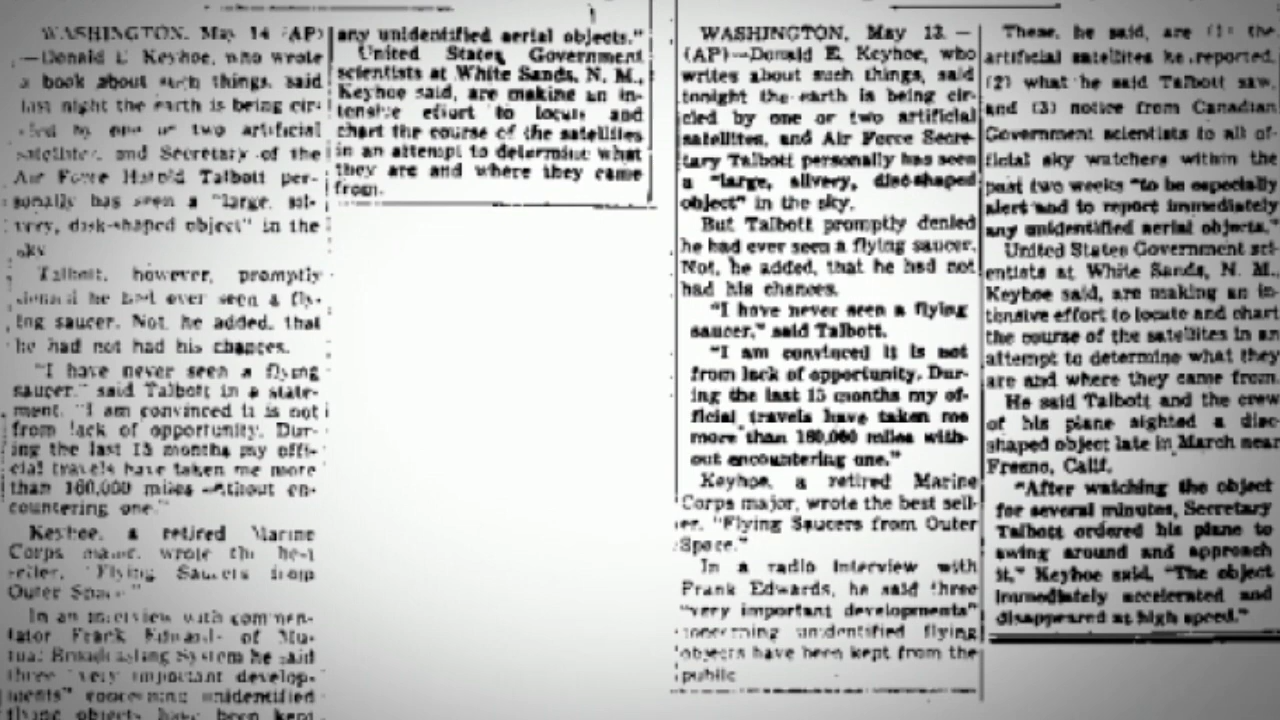 WASHINGTON, May 14 (AP)
—Donald E. Keyhoe, who wrote
a book about such things, said
last night the earth is being cir-
cled by one or two artificial
satellites, and Secretary of the
Air Force Harold Talbott per-
sonally has seen a "large, sil-
very, disk-shaped object" in the
sky.
Talbott, however, promptly
denied he had ever seen a fly-
ing saucer. Not, he added, that
he had not had his chances.
"I have never seen a flying
saucer," said Talbott in a state-
ment. "I am convinced it is not
from lack of opportunity. Dur-
ing the last 15 months my offi-
cial travels have taken me more
than 160,000 miles without en-
countering one."
Keyhoe, a retired Marine
Corps major, wrote the best
seller, "Flying Saucers from
Outer Space."
In an interview with commen-
tator Frank Edwards of Mu-
tual Broadcasting System he said
three "very important develop-
ments" concerning unidentified
flying objects have been kept
any unidentified aerial objects."
United States Government
scientists at White Sands, N. M.,
Keyhoe said, are making an in-
tensive effort to locate and
chart the course of the satellites
in an attempt to determine what
they are and where they came
from.
WASHINGTON, May 13. —
(AP)—Donald E. Keyhoe, who
writes about such things, said
tonight the earth is being cir-
cled by one or two artificial
satellites, and Air Force Secre-
tary Talbott personally has seen
a "large, silvery, disc-shaped
object" in the sky.
But Talbott promptly denied
he had ever seen a flying saucer.
Not, he added, that he had not
had his chances.
"I have never seen a flying
saucer," said Talbott.
"I am convinced it is not
from lack of opportunity. Dur-
ing the last 15 months my of-
ficial travels have taken me
more than 160,000 miles with-
out encountering one."
Keyhoe, a retired Marine
Corps major, wrote the best sell-
er, "Flying Saucers from Outer
Space."
In a radio interview with
Frank Edwards, he said three
"very important developments"
concerning unidentified flying
objects have been kept from the
public
These, he said, are (1) the
artificial satellites he reported,
(2) what he said Talbott saw,
and (3) notice from Canadian
Government scientists to all of-
ficial sky watchers within the
past two weeks "to be especially
alert and to report immediately
any unidentified aerial objects."
United States Government sci-
entists at White Sands, N. M.,
Keyhoe said, are making an in-
tensive effort to locate and chart
the course of the satellites in an
attempt to determine what they
are and where they came from.
He said Talbott and the crew
of his plane sighted a disc-
shaped object late in March near
Fresno, Calif.
"After watching the object
for several minutes, Secretary
Talbott ordered his plane to
swing around and approach
it," Keyhoe said. "The object
immediately accelerated and
disappeared at high speed."